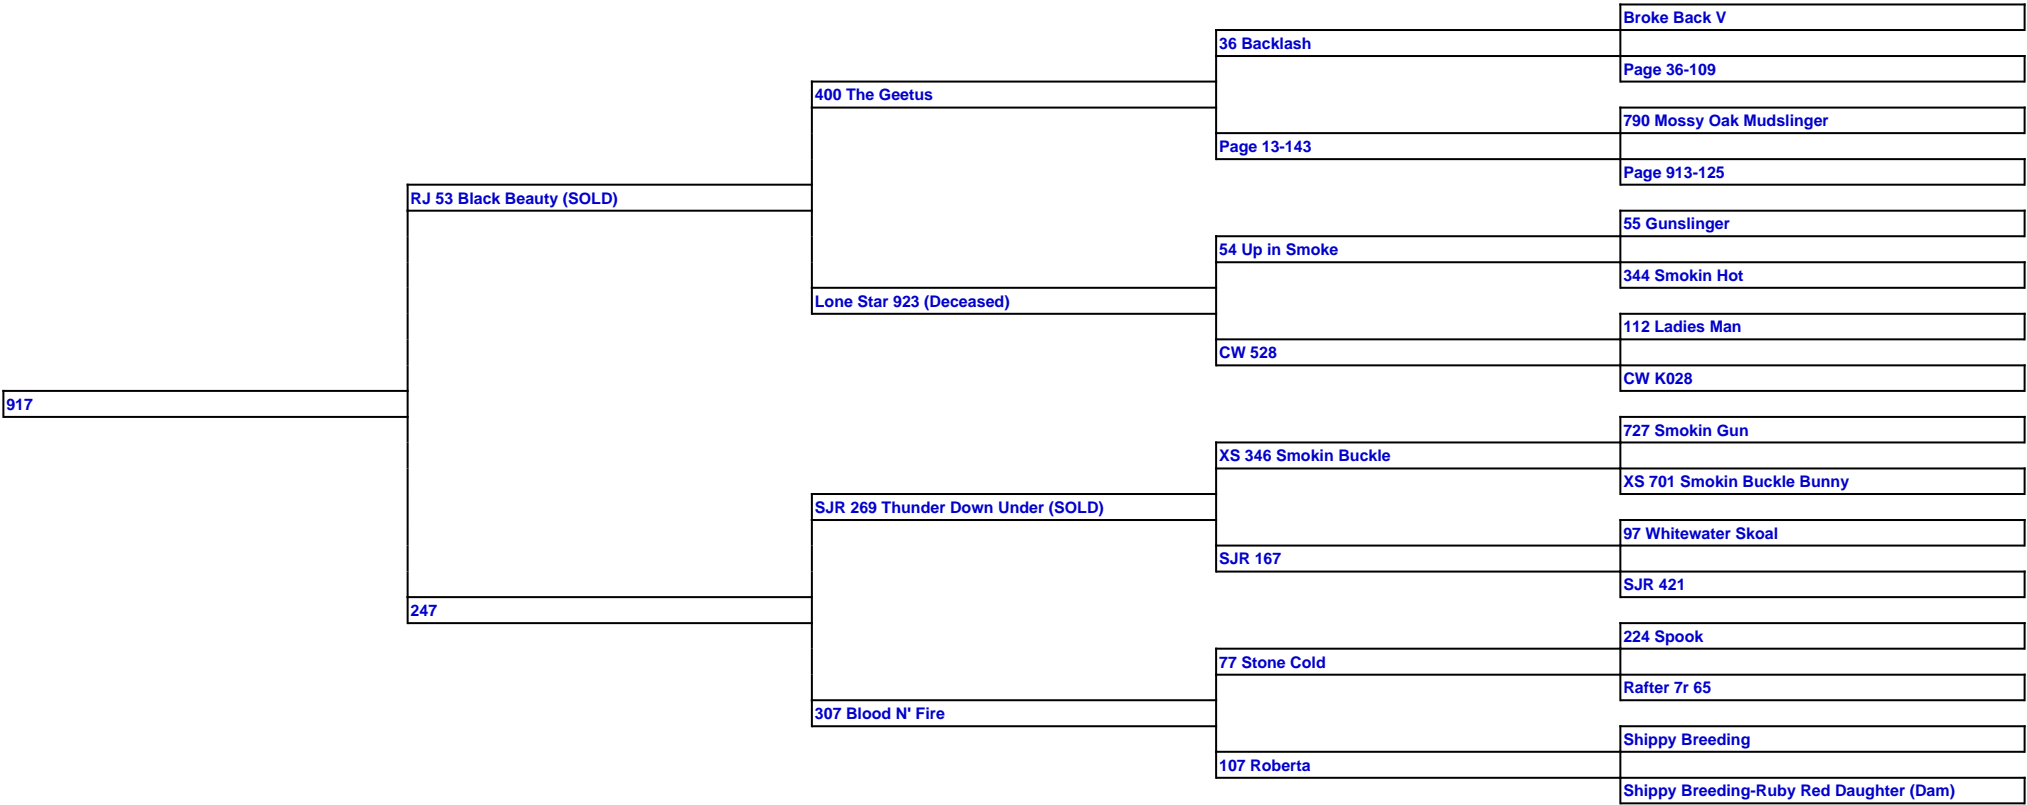 Broke Back V
36 Backlash
Page 36-109
400 The Geetus
790 Mossy Oak Mudslinger
Page 13-143
Page 913-125
RJ 53 Black Beauty (SOLD)
55 Gunslinger
54 Up in Smoke
344 Smokin Hot
Lone Star 923 (Deceased)
112 Ladies Man
CW 528
CW K028
917
727 Smokin Gun
XS 346 Smokin Buckle
XS 701 Smokin Buckle Bunny
SJR 269 Thunder Down Under (SOLD)
97 Whitewater Skoal
SJR 167
SJR 421
247
224 Spook
77 Stone Cold
Rafter 7r 65
307 Blood N' Fire
Shippy Breeding
107 Roberta
Shippy Breeding-Ruby Red Daughter (Dam)